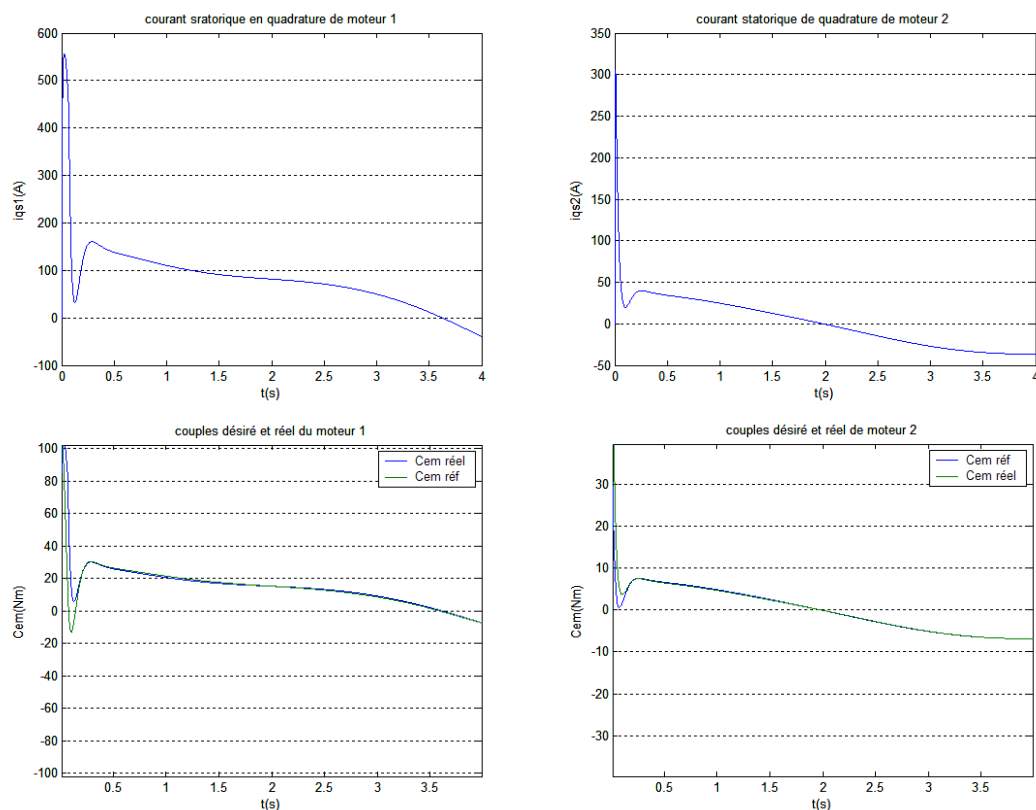 courant sratorique en quadrature de moteur 1
600
500
400
300
200
100
0
-100
iqs1(A)
0 0.5 1 1.5 2 2.5 3 3.5 4
t(s)
courant statorique de quadrature de moteur 2
350
300
250
200
150
100
50
0
-50
iqs2(A)
0 0.5 1 1.5 2 2.5 3 3.5 4
t(s)
couples désiré et réel du moteur 1
Cem réel
Cem réf
100
80
60
40
20
0
-20
-40
-60
-80
-100
Cem(Nm)
0.5 1 1.5 2 2.5 3 3.5
t(s)
couples désiré et réel de moteur 2
Cem réf
Cem réel
30
20
10
0
-10
-20
-30
Cem(Nm)
0.5 1 1.5 2 2.5 3 3.5
t(s)